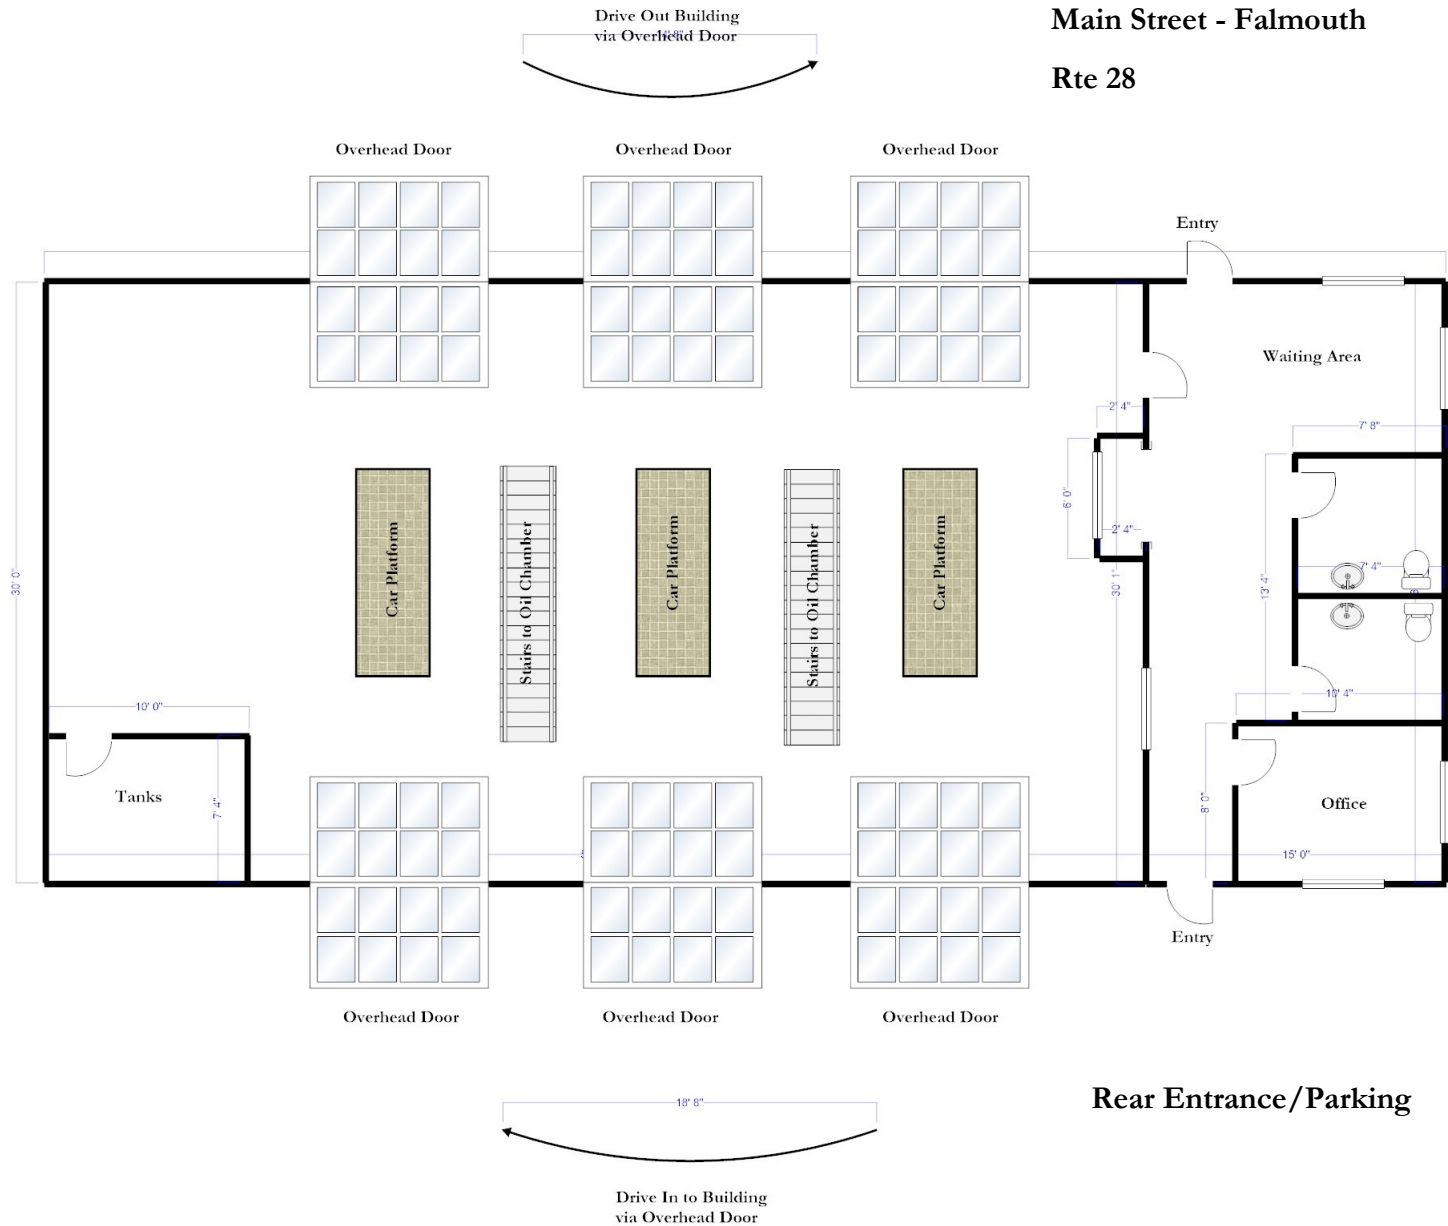 Drive Out Building
via Overhead Door
Main Street - Falmouth
Rte 28
Overhead Door
Overhead Door
Overhead Door
Entry
Waiting Area
2' 4"
7' 8"
6' 0"
2' 4"
30' 0"
30' 1"
13' 4"
7' 4"
Car Platform
Stairs to Oil Chamber
Car Platform
Stairs to Oil Chamber
Car Platform
10' 0"
10' 4"
Tanks
7' 4"
8' 0"
Office
15' 0"
Entry
Overhead Door
Overhead Door
Overhead Door
18' 8"
Rear Entrance/Parking
Drive In to Building
via Overhead Door